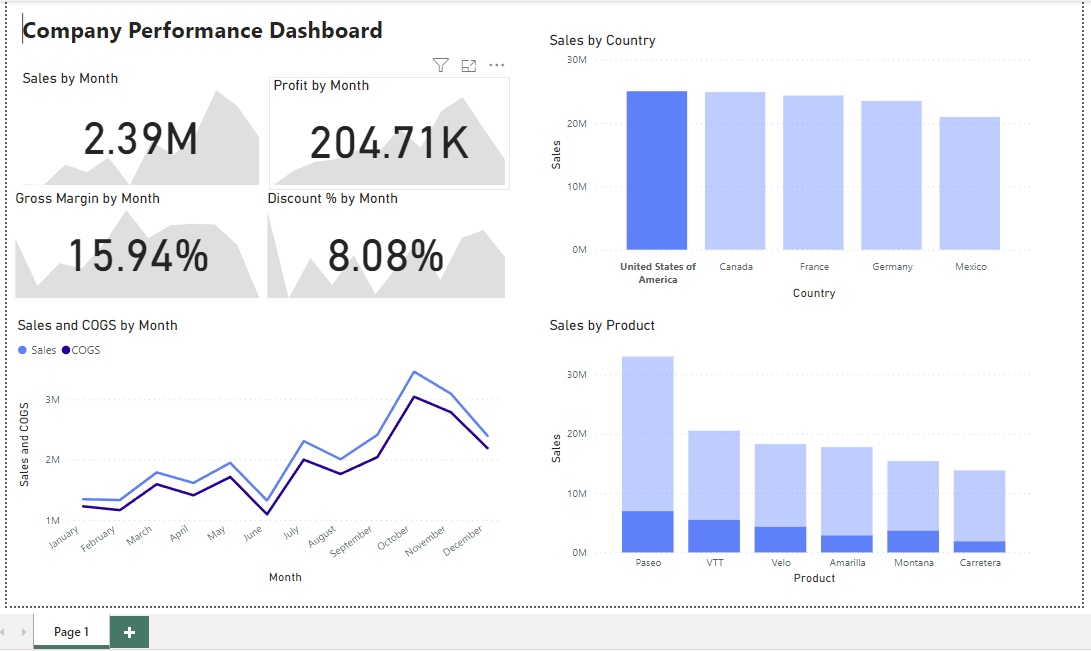 Company Performance Dashboard
Sales by Month
2.39M
Profit by Month
204.71K
Gross Margin by Month
15.94%
Discount % by Month
8.08%
Sales and COGS by Month
Sales COGS
Sales and COGS
3M
2M
1M
January February March April May June July August September October November December
Month
Sales by Country
Sales
30M
20M
10M
0M
United States of
America
Canada France Germany Mexico
Country
Sales by Product
Sales
30M
20M
10M
0M
Paseo VTT Velo Amarilla Montana Carretera
Product
Page 1